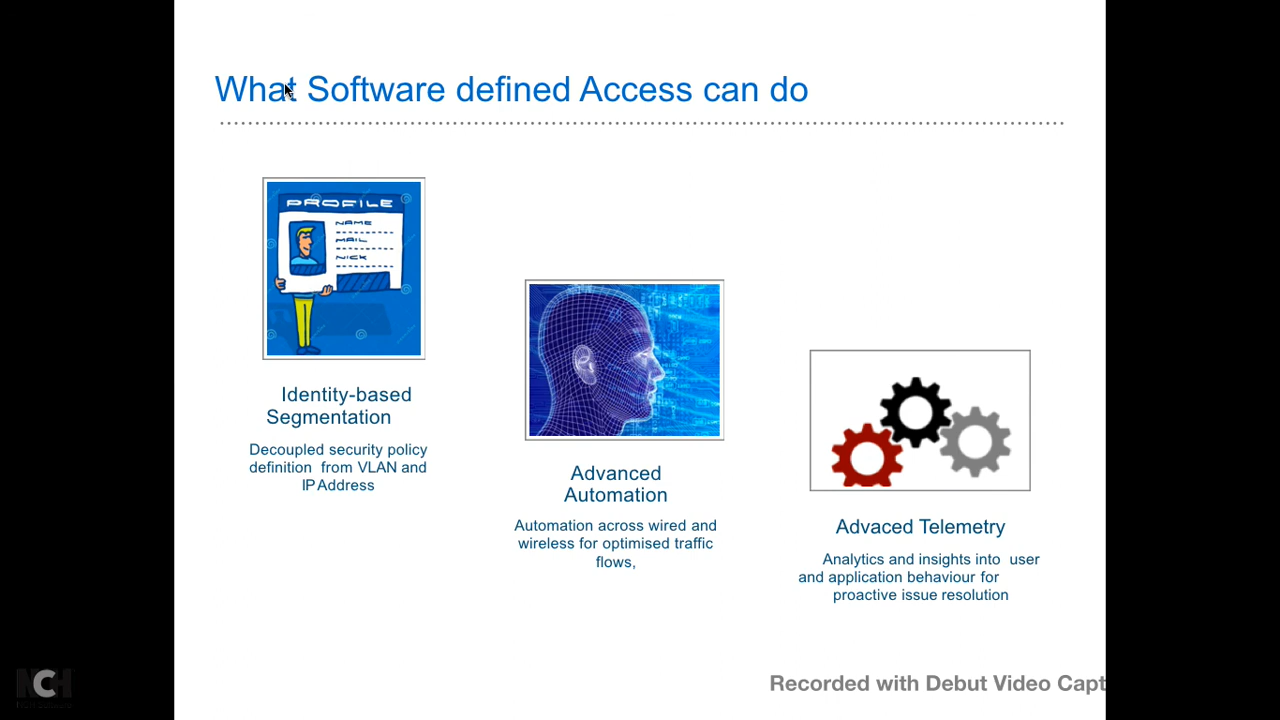 What Software defined Access can do
PROFILE
NAME
MAIL
NICK
Identity-based
Segmentation
Decoupled security policy
definition from VLAN and
IP Address
Advanced
Automation
Automation across wired and
wireless for optimised traffic
flows,
Advaced Telemetry
Analytics and insights into user
and application behaviour for
proactive issue resolution
NCH
Recorded with Debut Video Capt